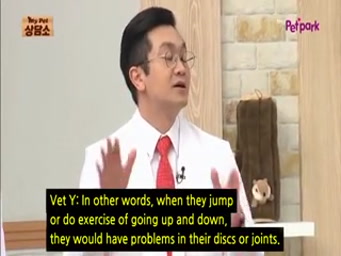 My Pet
상담소
Petpark
Vet Y: In other words, when they jump
or do exercise of going up and down,
they would have problems in their discs or joints.